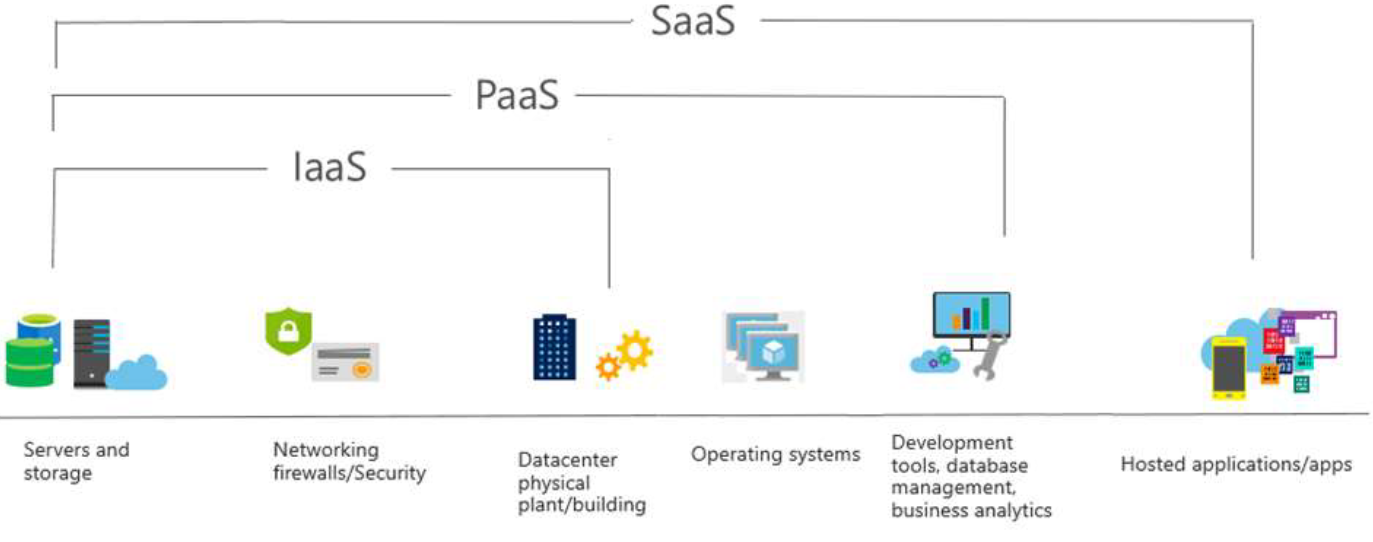 SaaS
PaaS
IaaS
Servers and
storage
Networking
firewalls/Security
Datacenter
physical
plant/building
Operating systems
Development
tools, database
management,
business analytics
Hosted applications/apps